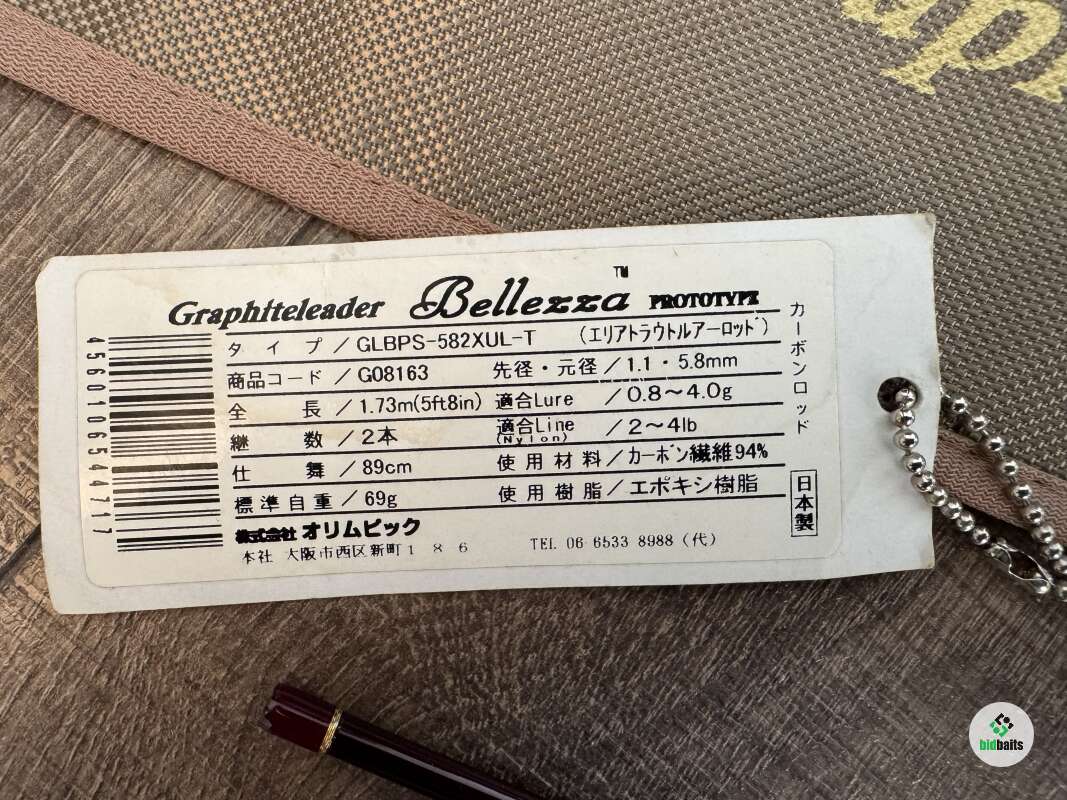 Graphiteleader Bellezza™ PROTOTYPE
タイプ／GLBPS-582XUL-T （エリアトラウトルアーロッド）
商品コード／G08163 先径・元径／1.1・5.8mm
全長／1.73m(5ft8in) 適合Lure／0.8～4.0g
継数／2本 適合Line／2～4lb
(Nylon)
仕舞／89cm 使用材料／カーボン繊維94%
標準自重／69g 使用樹脂／エポキシ樹脂
株式会社 オリムピック
本社 大阪市西区新町186 TEL 06 6533 8988（代）
カーボンロッド
日本製
4560106547117
bidbaits